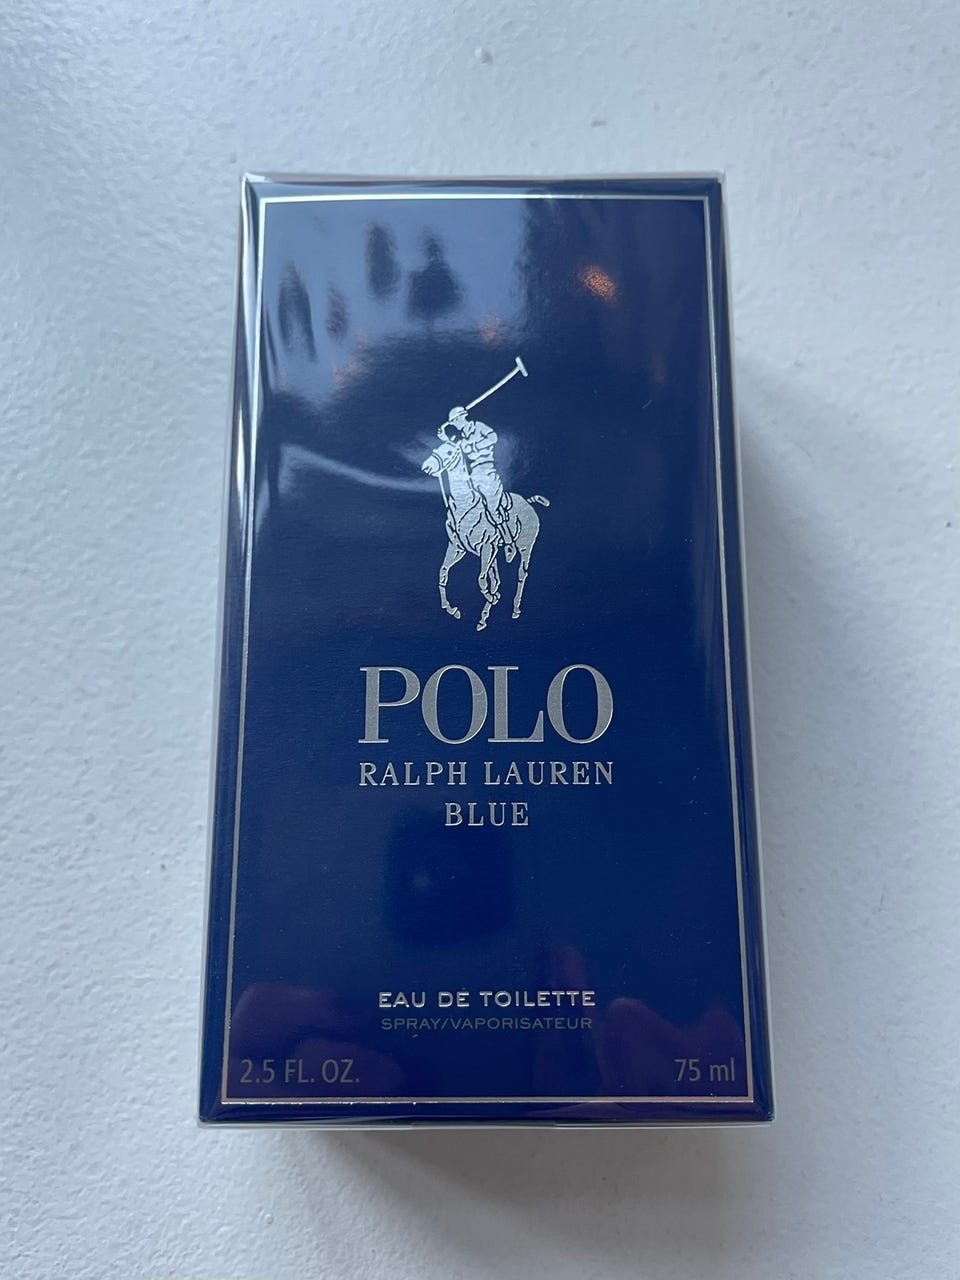 POLO
RALPH LAUREN
BLUE
EAU DE TOILETTE
SPRAY/VAPORISATEUR
2.5 FL. OZ. 75 ml